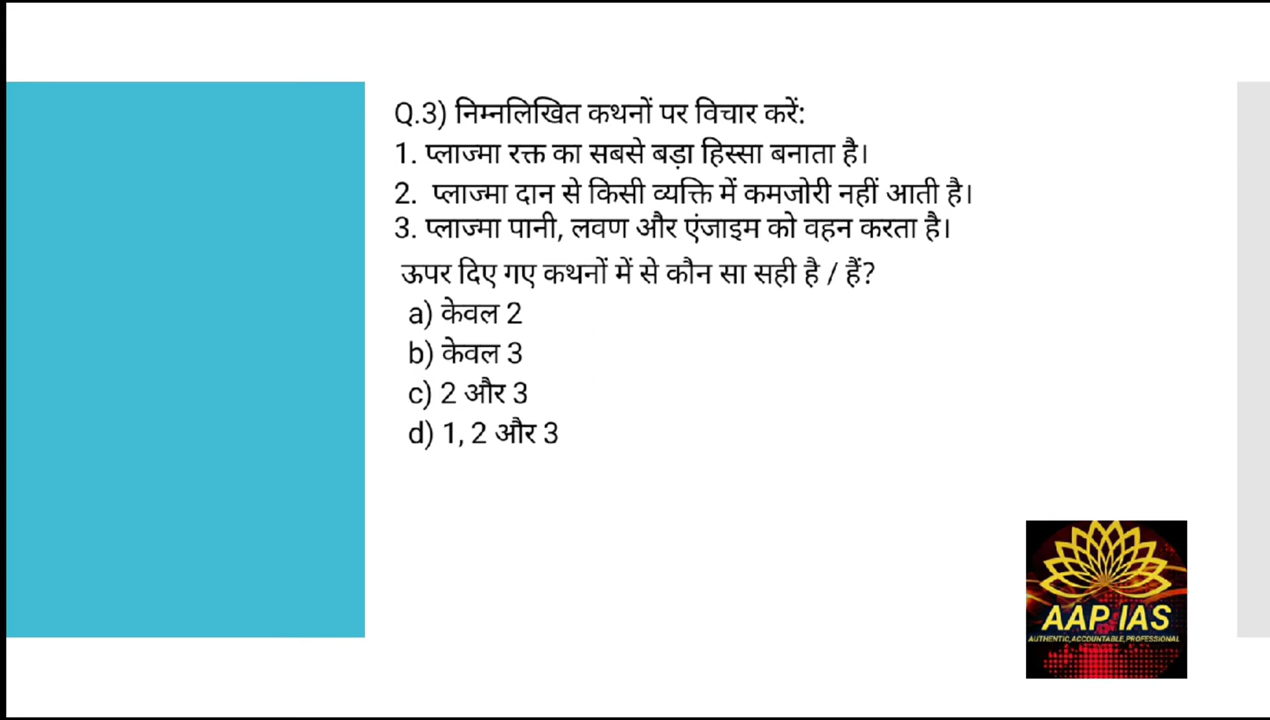 Q.3) निम्नलिखित कथनों पर विचार करें:
1. प्लाज्मा रक्त का सबसे बड़ा हिस्सा बनाता है।
2. प्लाज्मा दान से किसी व्यक्ति में कमजोरी नहीं आती है।
3. प्लाज्मा पानी, लवण और एंजाइम को वहन करता है।
ऊपर दिए गए कथनों में से कौन सा सही है / हैं?
a) केवल 2
b) केवल 3
c) 2 और 3
d) 1, 2 और 3
AAP IAS
AUTHENTIC,ACCOUNTABLE,PROFESSIONAL